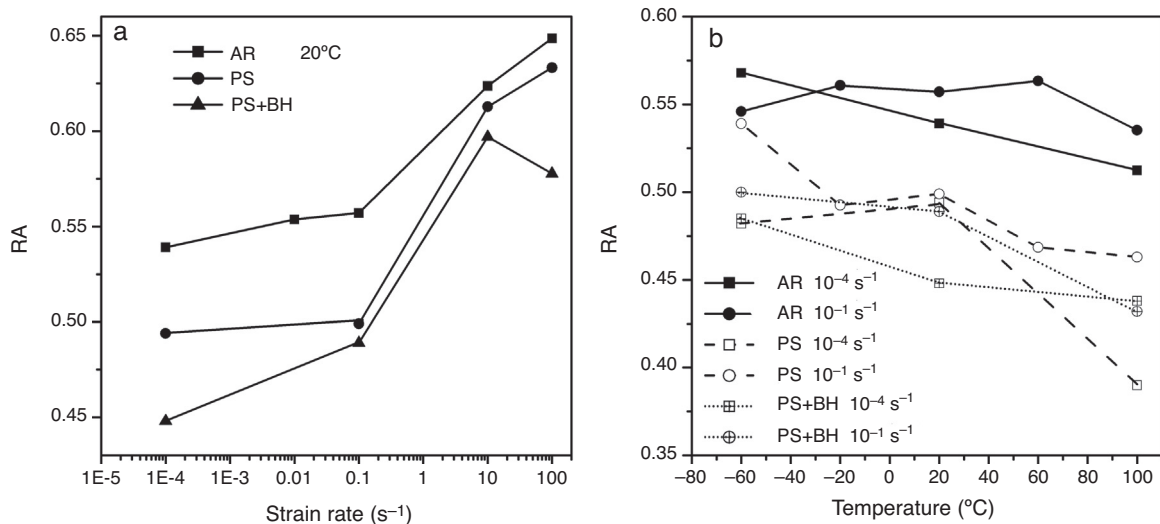 a
AR 20°C
PS
PS+BH
RA
0.65
0.60
0.55
0.50
0.45
1E-5 1E-4 1E-3 0.01 0.1 1 10 100
Strain rate (s⁻¹)
b
RA
0.60
0.55
0.50
0.45
0.40
0.35
AR 10⁻⁴ s⁻¹
AR 10⁻¹ s⁻¹
PS 10⁻⁴ s⁻¹
PS 10⁻¹ s⁻¹
PS+BH 10⁻⁴ s⁻¹
PS+BH 10⁻¹ s⁻¹
–80 –60 –40 –20 0 20 40 60 80 100
Temperature (ºC)